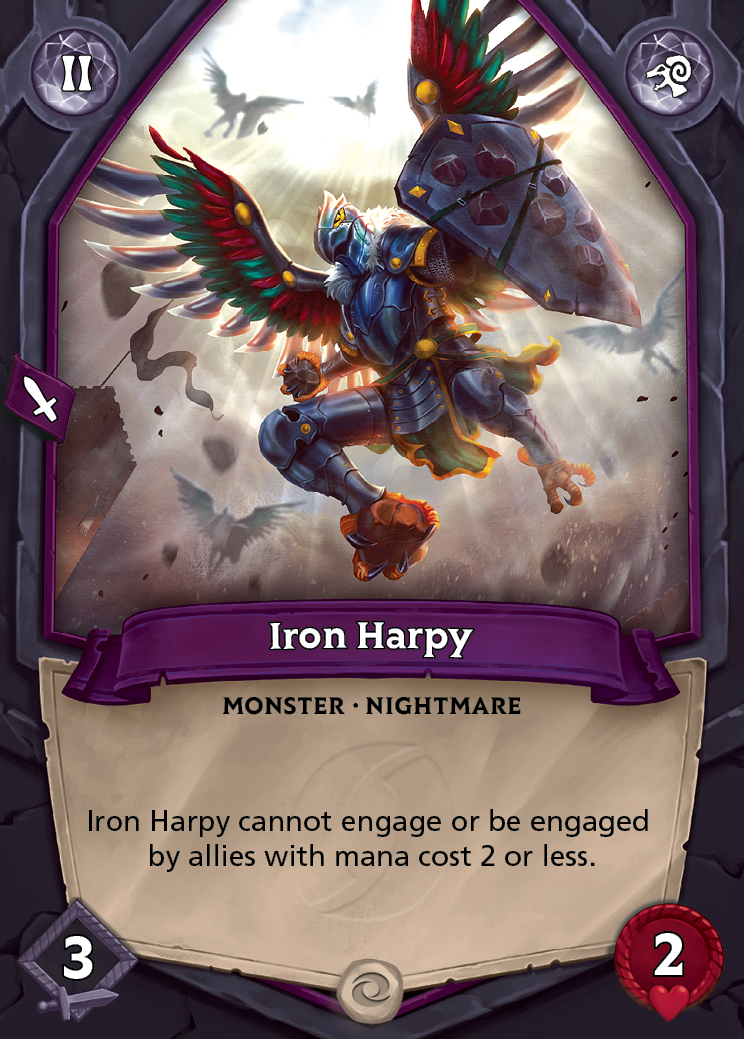 II
Iron Harpy
MONSTER · NIGHTMARE
Iron Harpy cannot engage or be engaged
by allies with mana cost 2 or less.
3
2